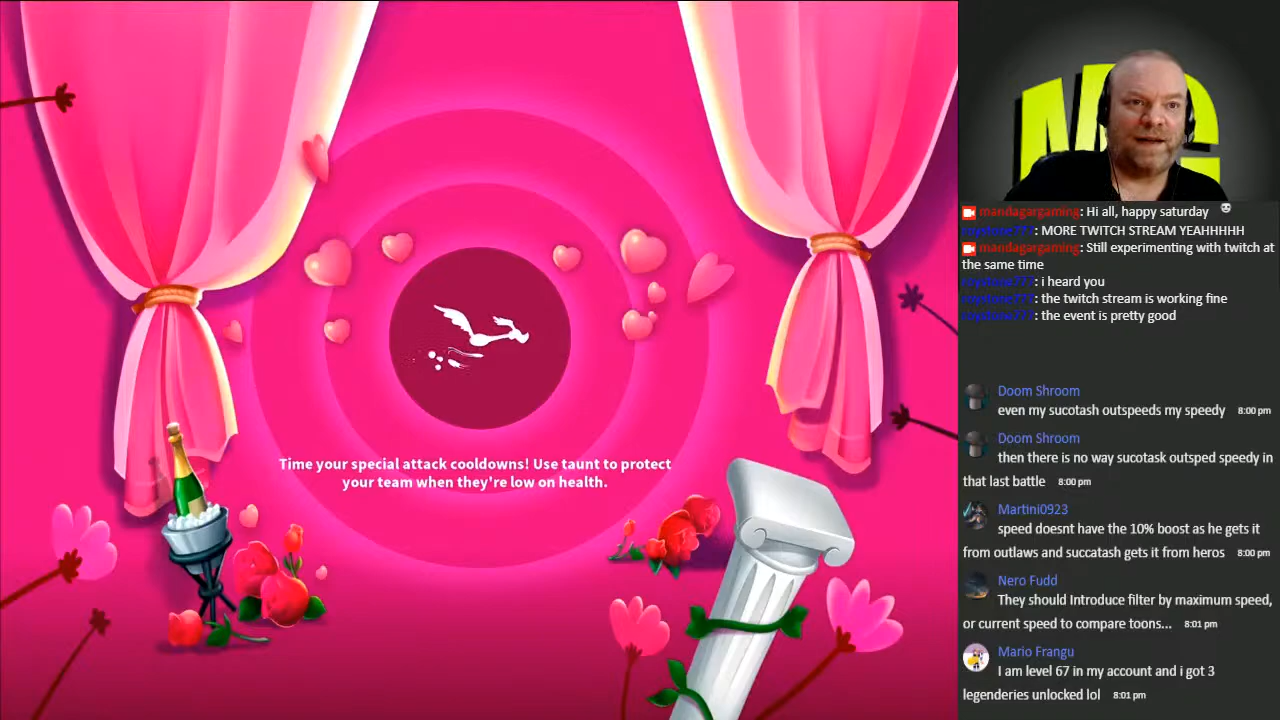 Time your special attack cooldowns! Use taunt to protect
your team when they're low on health.
MG
mandagargaming: Hi all, happy saturday
: MORE TWITCH STREAM YEAHHHHH
mandagargaming: Still experimenting with twitch at
the same time
: i heard you
: the twitch stream is working fine
: the event is pretty good
Doom Shroom
even my sucotash outspeeds my speedy 8:00 pm
Doom Shroom
then there is no way sucotask outsped speedy in
that last battle 8:00 pm
Martini0923
speed doesnt have the 10% boost as he gets it
from outlaws and succatash gets it from heros 8:00 pm
Nero Fudd
They should Introduce filter by maximum speed,
or current speed to compare toons... 8:01 pm
Mario Frangu
I am level 67 in my account and i got 3
legenderies unlocked lol 8:01 pm